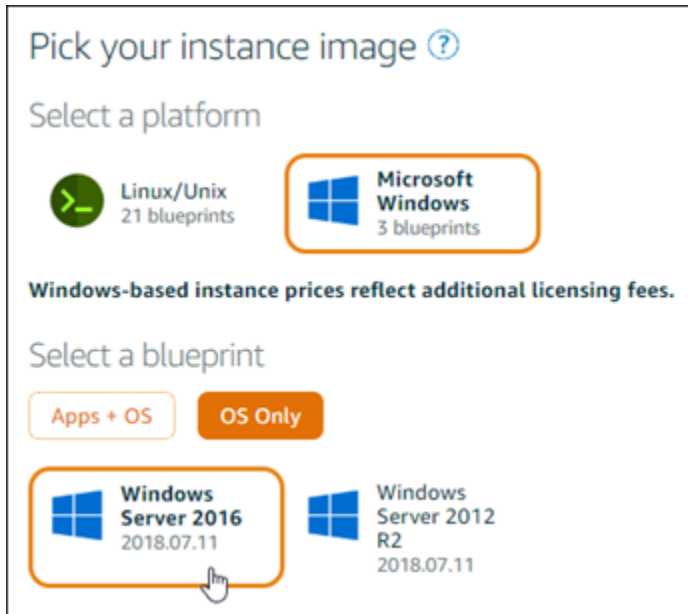 Pick your instance image ?
Select a platform
Linux/Unix
21 blueprints
Microsoft
Windows
3 blueprints
Windows-based instance prices reflect additional licensing fees.
Select a blueprint
Apps + OS
OS Only
Windows
Server 2016
2018.07.11
Windows
Server 2012
R2
2018.07.11